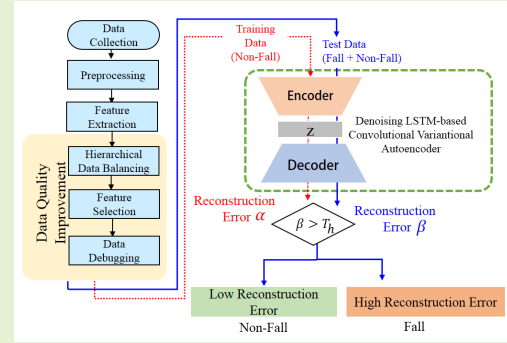 Data
Collection
Preprocessing
Feature
Extraction
Data Quality
Improvement
Hierarchical
Data Balancing
Feature
Selection
Data
Debugging
Training
Data
(Non-Fall)
Test Data
(Fall + Non-Fall)
Encoder
Z
Decoder
Denoising LSTM-based
Convolutional Variantional
Autoencoder
Reconstruction
Error α
β > Th
Reconstruction
Error β
Low Reconstruction
Error
Non-Fall
High Reconstruction Error
Fall